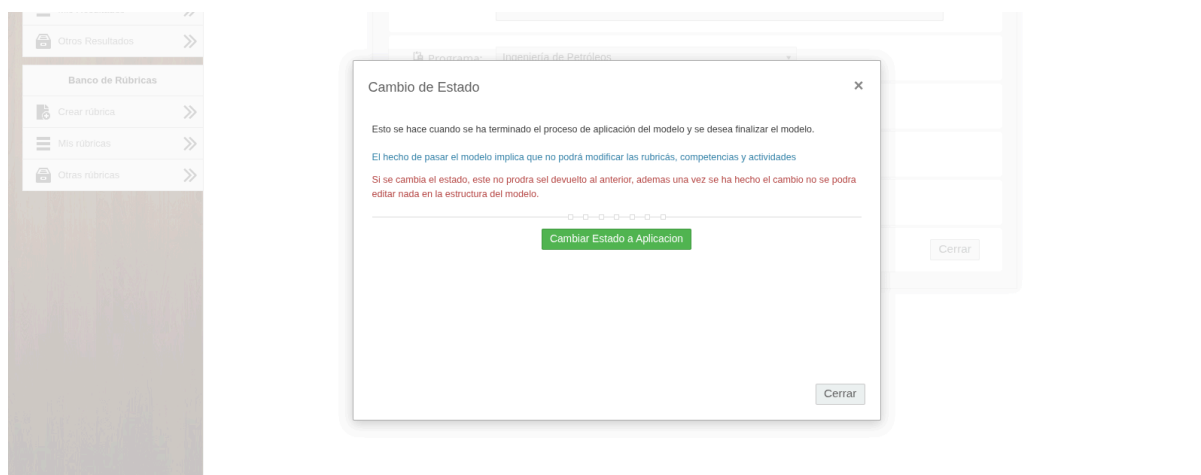 Otros Resultados
Banco de Rúbricas
Crear rúbrica
Mis rúbricas
Otras rúbricas
Programa: Ingeniería de Petróleos
Cambio de Estado
Esto se hace cuando se ha terminado el proceso de aplicación del modelo y se desea finalizar el modelo.
El hecho de pasar el modelo implica que no podrá modificar las rubricás, competencias y actividades
Si se cambia el estado, este no prodra sel devuelto al anterior, ademas una vez se ha hecho el cambio no se podra
editar nada en la estructura del modelo.
Cambiar Estado a Aplicacion
Cerrar
Cerrar